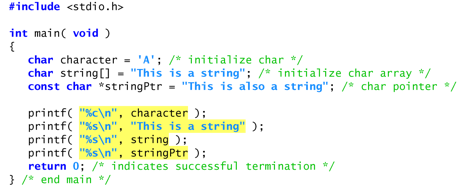 #include <stdio.h>
int main( void )
{
char character = 'A'; /* initialize char */
char string[] = "This is a string"; /* initialize char array */
const char *stringPtr = "This is also a string"; /* char pointer */
printf( "%c\n", character );
printf( "%s\n", "This is a string" );
printf( "%s\n", string );
printf( "%s\n", stringPtr );
return 0; /* indicates successful termination */
} /* end main */